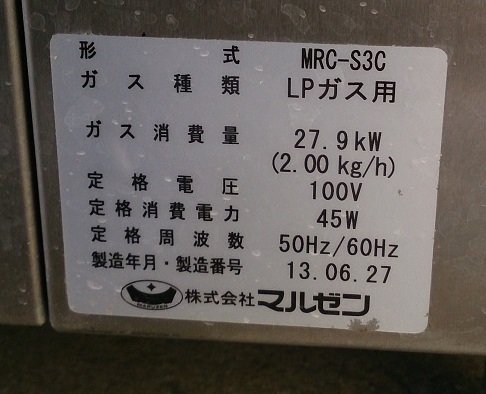 形式 MRC-S3C
ガス種類 LPガス用
ガス消費量 27.9kW
(2.00 kg/h)
定格電圧 100V
定格消費電力 45W
定格周波数 50Hz/60Hz
製造年月・製造番号 13.06.27
MARUZEN 株式会社マルゼン